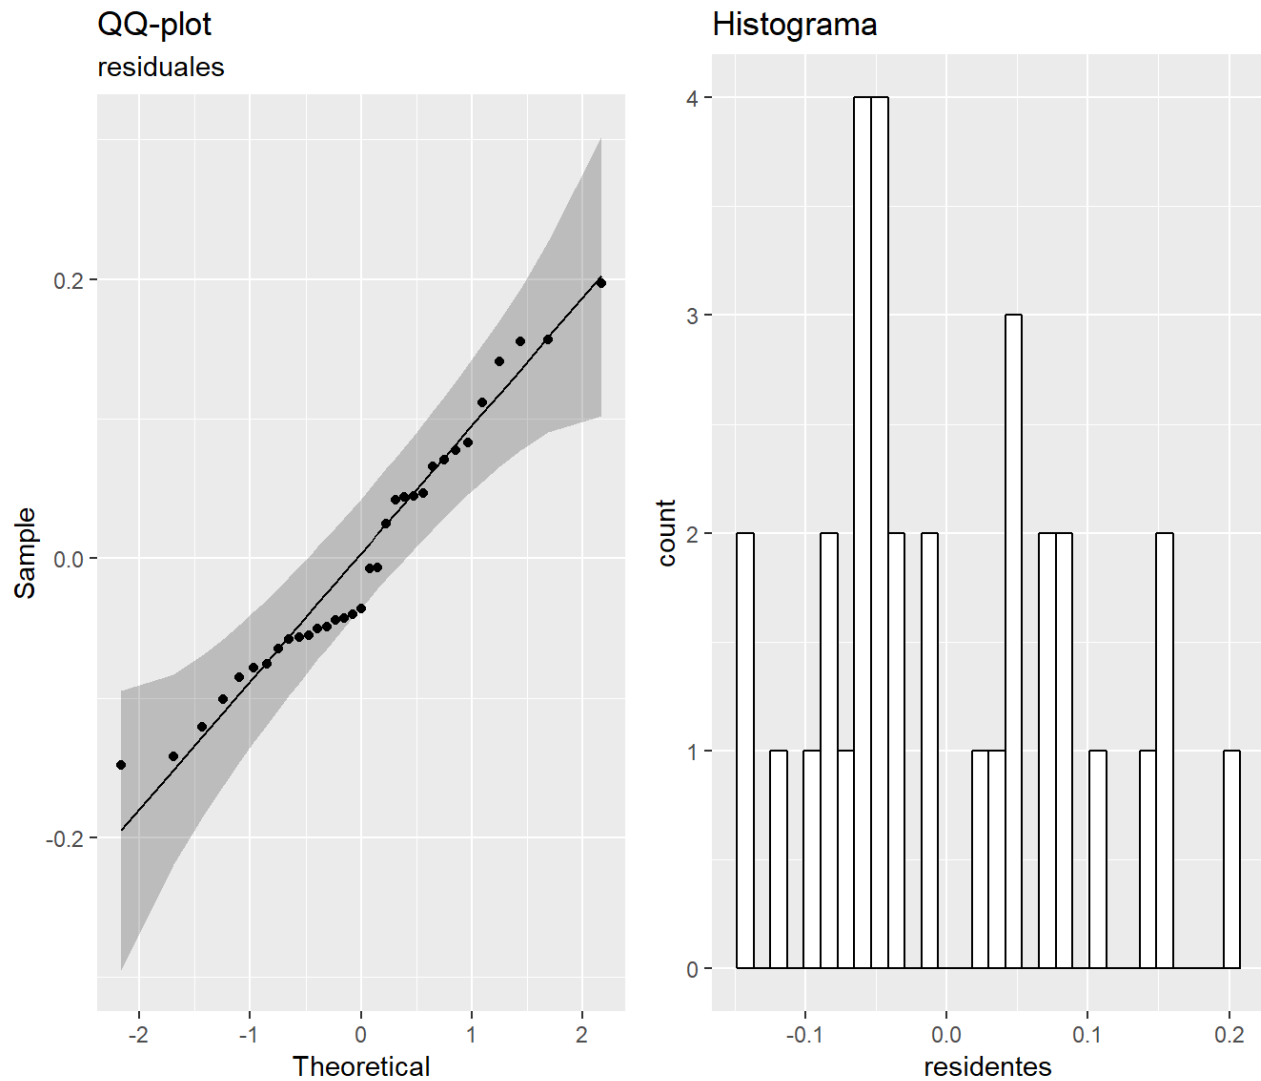 QQ-plot
residuales
Sample
0.2
0.0
-0.2
-2
-1
0
1
2
Theoretical
Histograma
count
4
3
2
1
0
-0.1
0.0
0.1
0.2
residentes